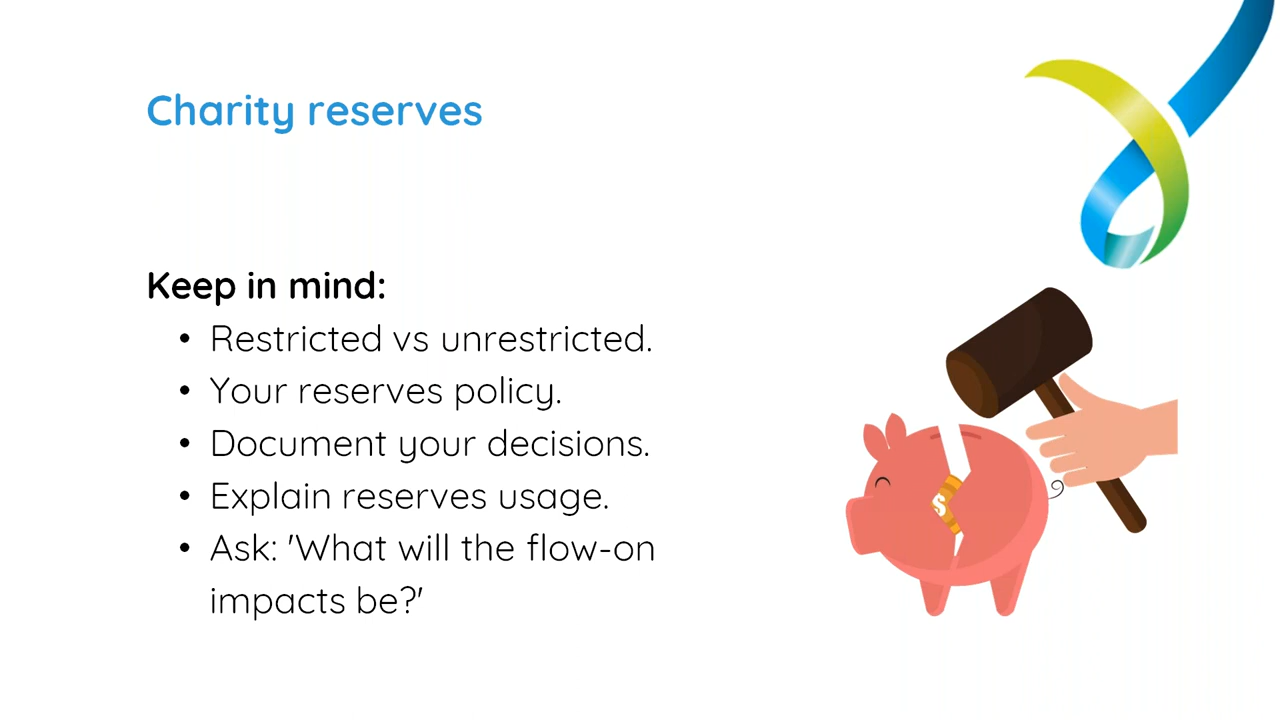 Charity reserves
Keep in mind:
• Restricted vs unrestricted.
• Your reserves policy.
• Document your decisions.
• Explain reserves usage.
• Ask: 'What will the flow-on
impacts be?'
$